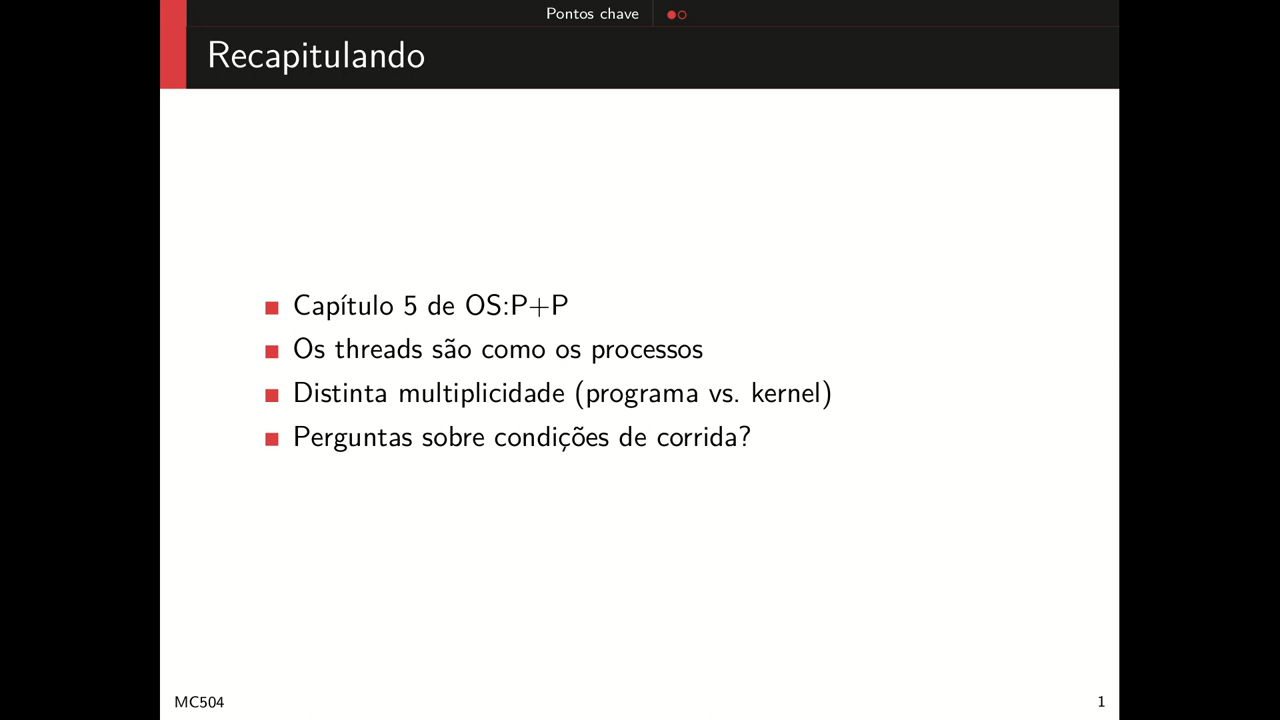 Pontos chave
Recapitulando
Capítulo 5 de OS:P+P
Os threads são como os processos
Distinta multiplicidade (programa vs. kernel)
Perguntas sobre condições de corrida?
MC504
1